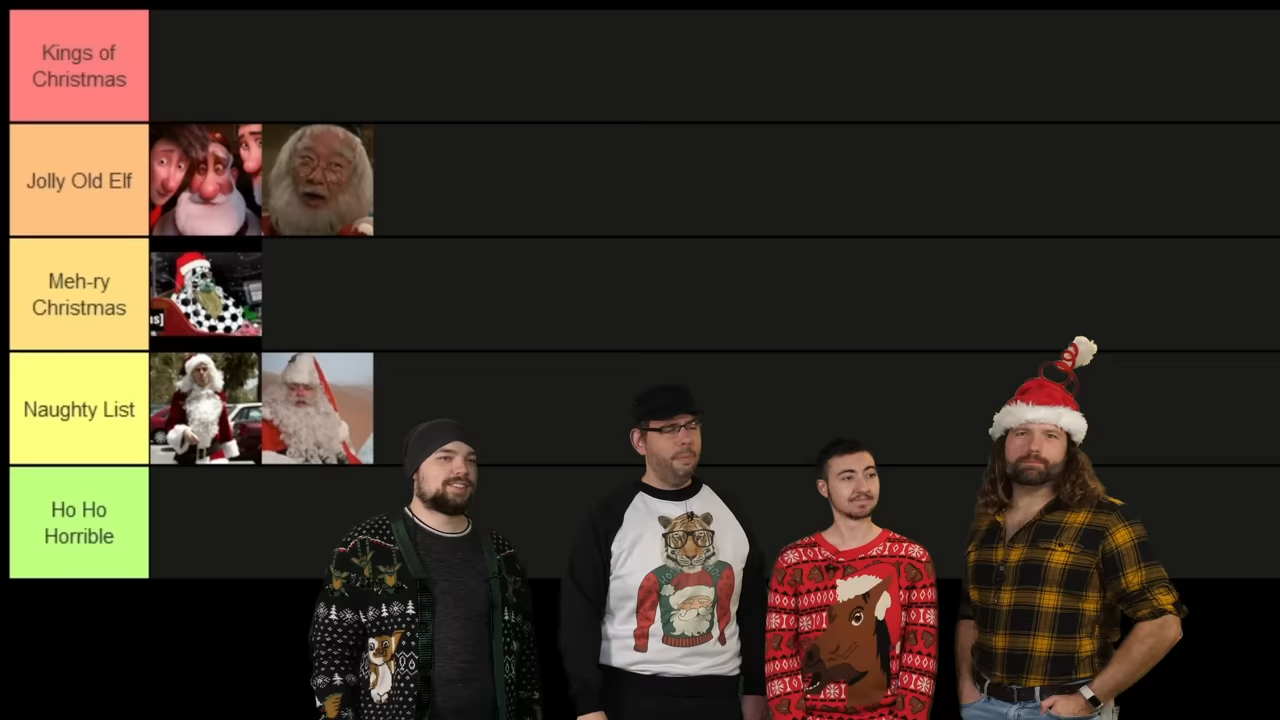 Kings of
Christmas
Jolly Old Elf
Meh-ry
Christmas
Naughty List
Ho Ho
Horrible